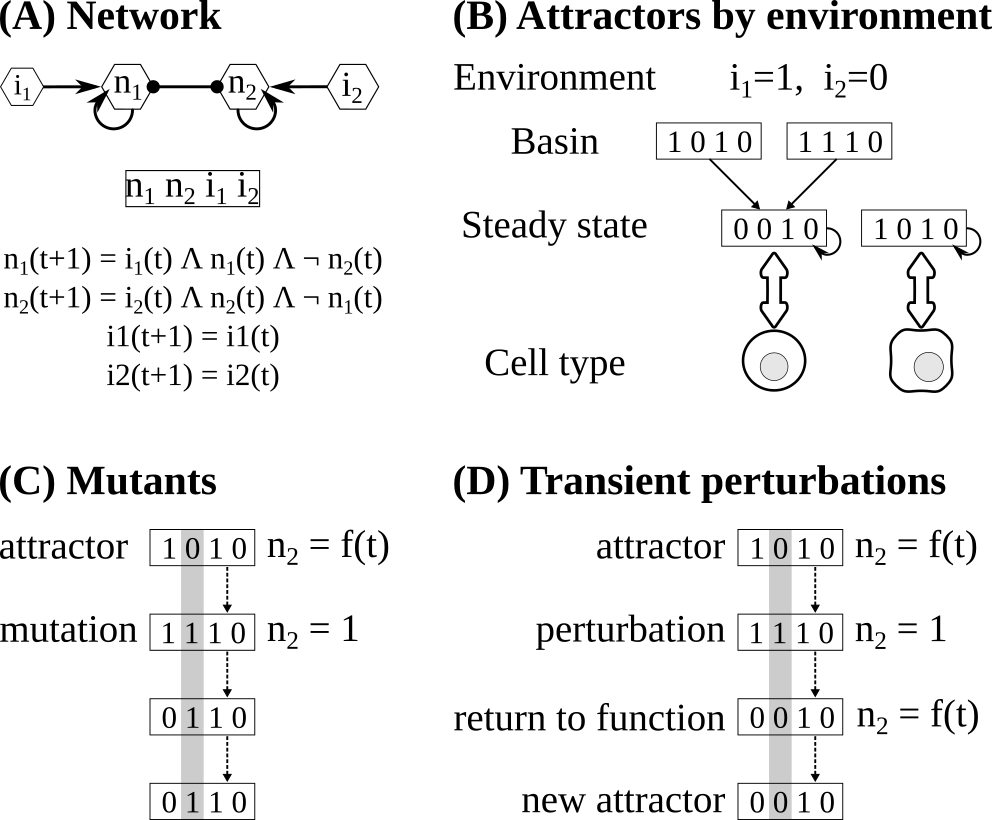 (A) Network
i₁ n₁ n₂ i₂
n₁ n₂ i₁ i₂
n₁(t+1) = i₁(t) Λ n₁(t) Λ ¬ n₂(t)
n₂(t+1) = i₂(t) Λ n₂(t) Λ ¬ n₁(t)
i1(t+1) = i1(t)
i2(t+1) = i2(t)
(B) Attractors by environment
Environment i₁=1, i₂=0
Basin 1 0 1 0 1 1 1 0
Steady state 0 0 1 0 1 0 1 0
Cell type
(C) Mutants
attractor 1 0 1 0 n₂ = f(t)
mutation 1 1 1 0 n₂ = 1
0 1 1 0
0 1 1 0
(D) Transient perturbations
attractor 1 0 1 0 n₂ = f(t)
perturbation 1 1 1 0 n₂ = 1
return to function 0 0 1 0 n₂ = f(t)
new attractor 0 0 1 0